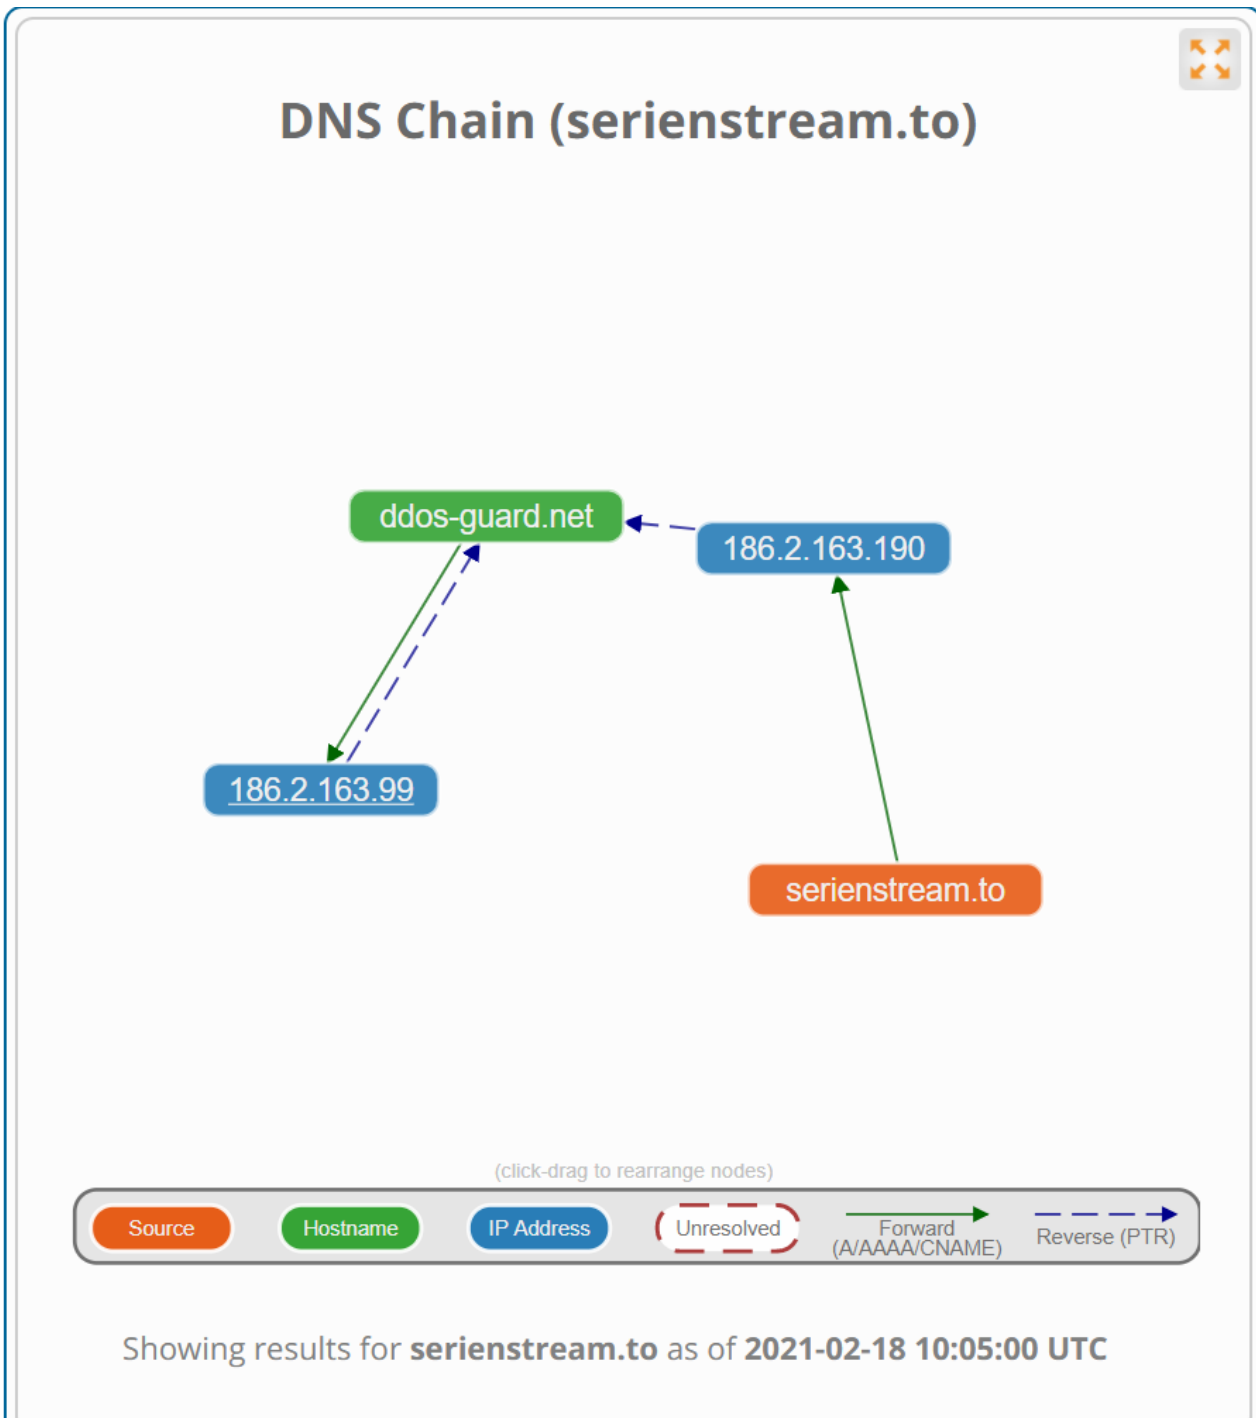 DNS Chain (serienstream.to)
ddos-guard.net
186.2.163.190
186.2.163.99
serienstream.to
(click-drag to rearrange nodes)
Source
Hostname
IP Address
Unresolved
Forward
(A/AAAA/CNAME)
Reverse (PTR)
Showing results for serienstream.to as of 2021-02-18 10:05:00 UTC